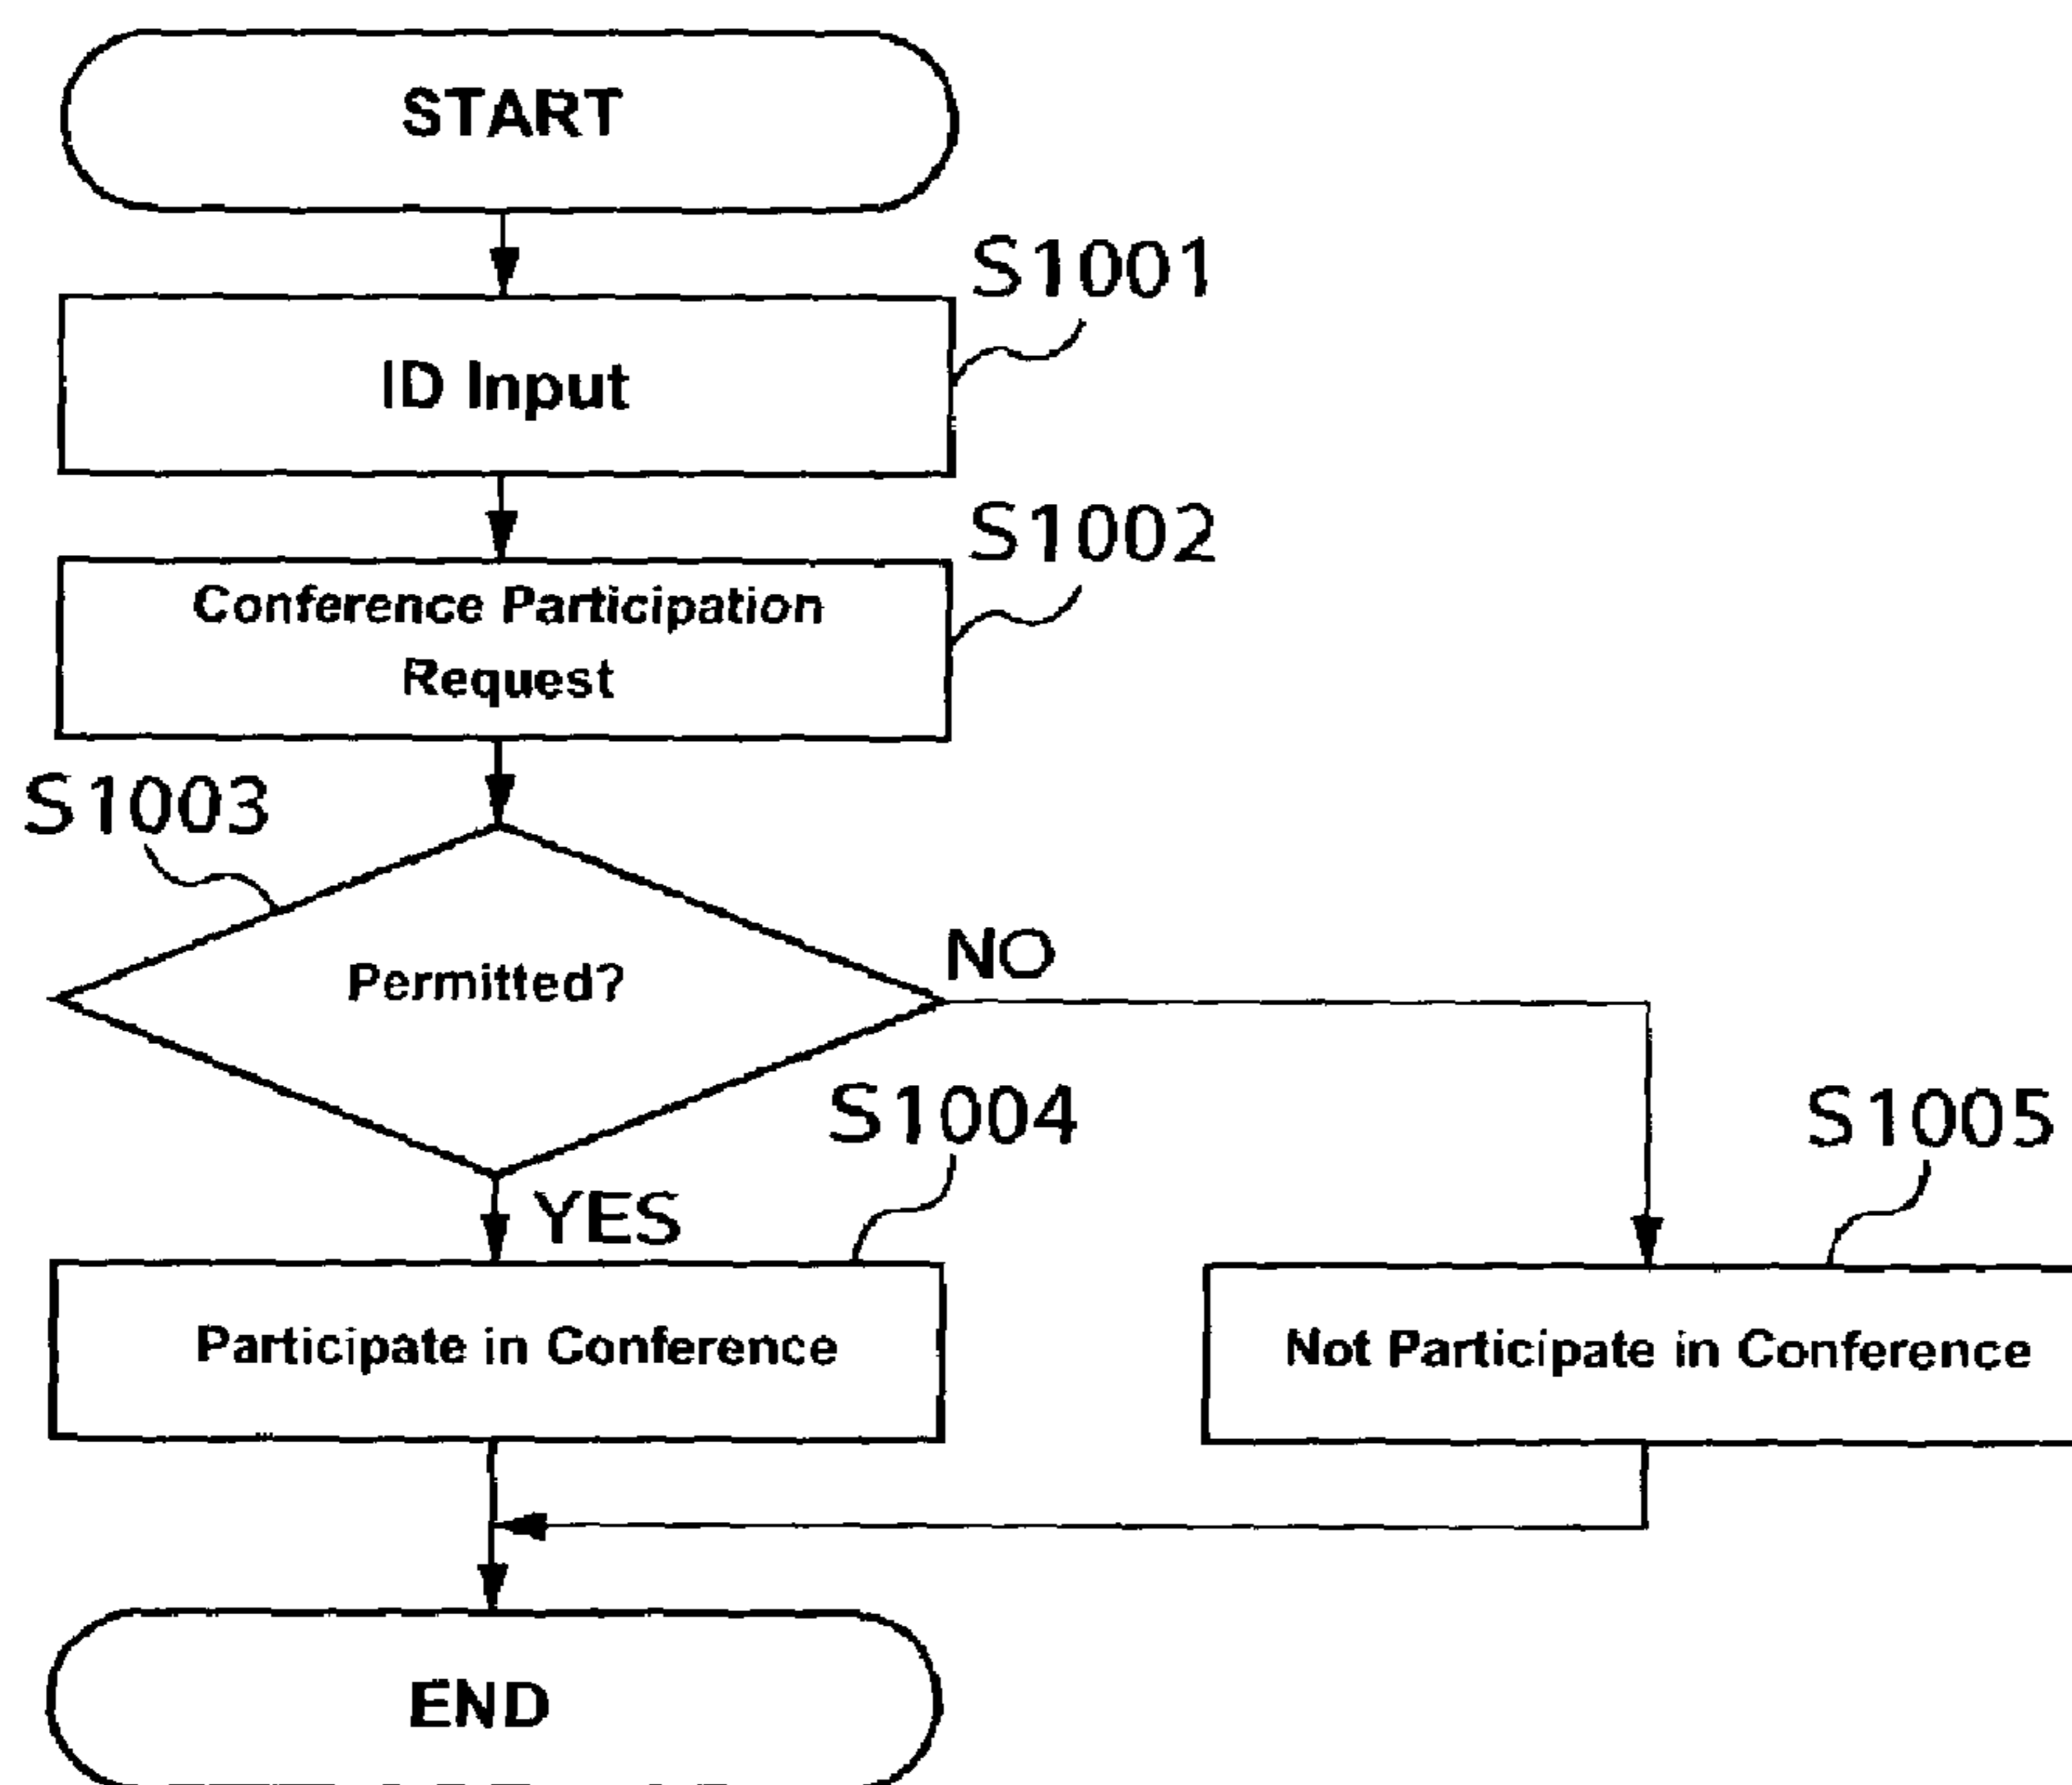 START
S1001
ID Input
S1002
Conference Participation
Request
S1003
Permitted?
NO
YES
S1004
S1005
Participate in Conference
Not Participate in Conference
END